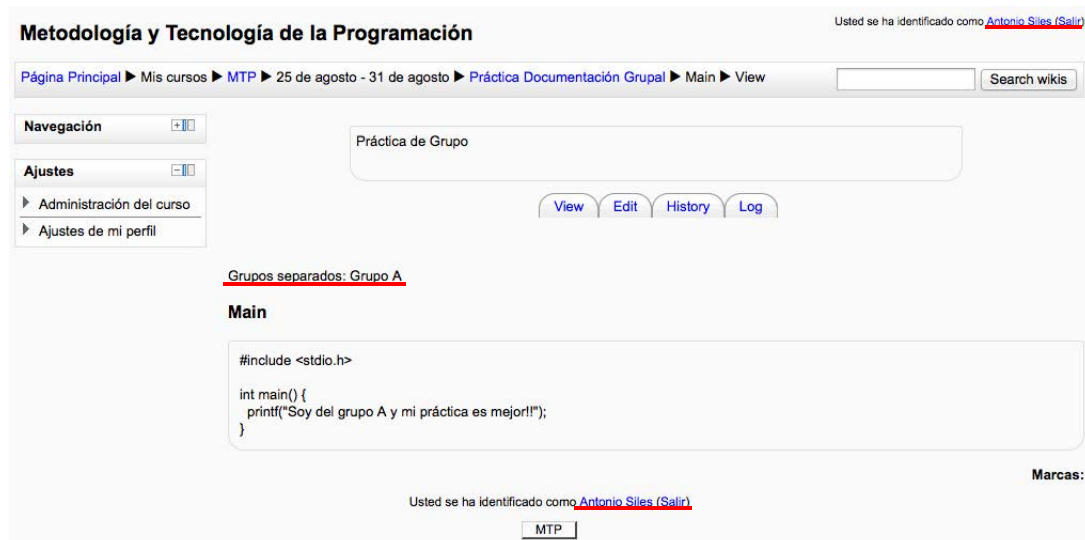 Metodología y Tecnología de la Programación
Usted se ha identificado como Antonio Siles (Salir)
Página Principal ▶ Mis cursos ▶ MTP ▶ 25 de agosto - 31 de agosto ▶ Práctica Documentación Grupal ▶ Main ▶ View
Search wikis
Navegación
Ajustes
Administración del curso
Ajustes de mi perfil
Práctica de Grupo
View Edit History Log
Grupos separados: Grupo A
Main
#include <stdio.h>
int main() {
printf("Soy del grupo A y mi práctica es mejor!!");
}
Marcas:
Usted se ha identificado como Antonio Siles (Salir)
MTP